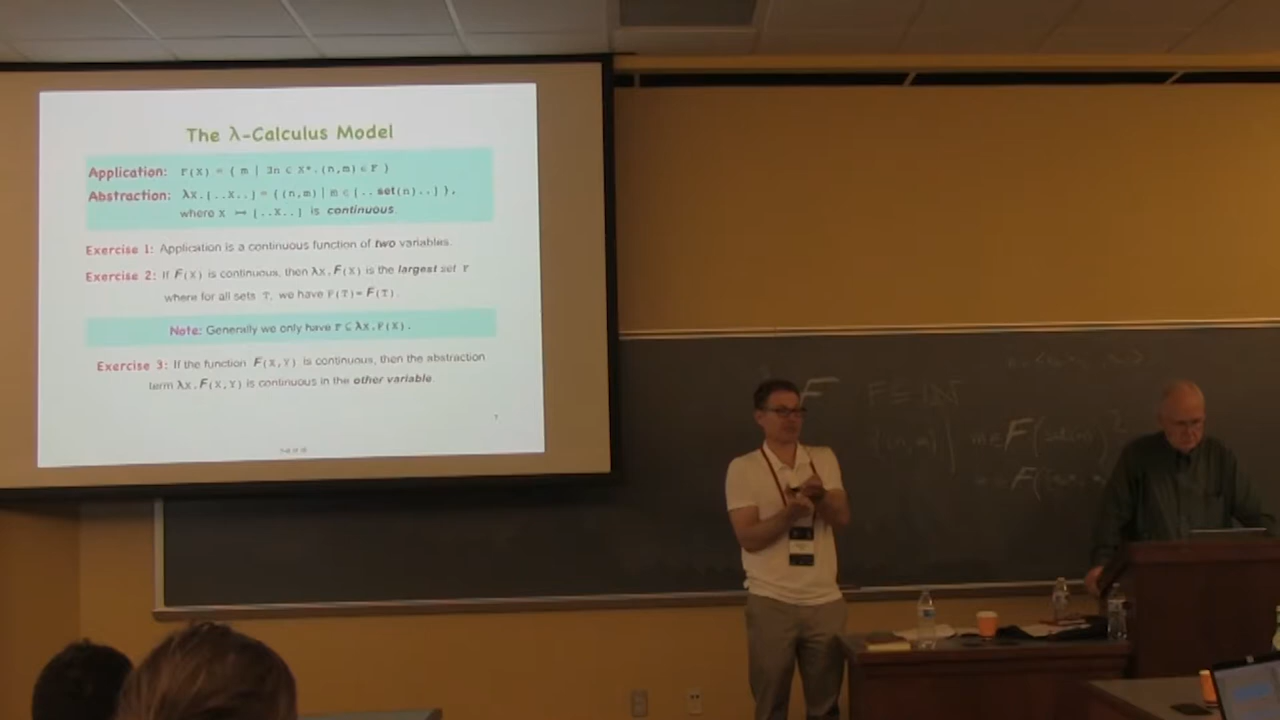 The λ-Calculus Model
Application: F(X) = { m | ∃n ∈ X* . (n,m) ∈ F }
Abstraction: λX.[..X..] = {(n,m) | m ∈ [.. set(n)..] },
where X ↦ [..X..] is continuous.
Exercise 1: Application is a continuous function of two variables.
Exercise 2: If F(X) is continuous, then λX.F(X) is the largest set F
where for all sets T, we have F(T) = F(T).
Note: Generally we only have F ⊆ λX.F(X).
Exercise 3: If the function F(X,Y) is continuous, then the abstraction
term λX.F(X,Y) is continuous in the other variable.
7
F
F ⊆ ℕ
(n,m)
m ∈ F(set(n))